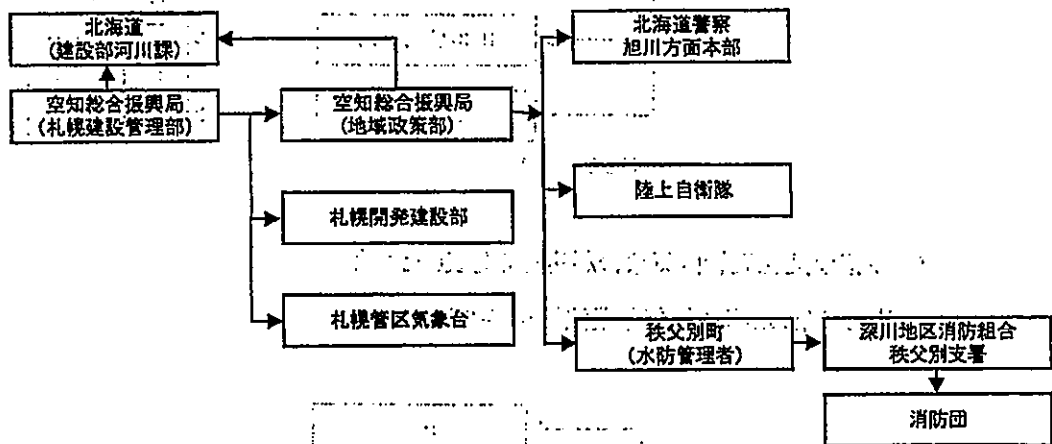 北海道
(建設部河川課)
北海道警察
旭川方面本部
空知総合振興局
(札幌建設管理部)
空知総合振興局
(地域政策部)
陸上自衛隊
札幌開発建設部
札幌管区気象台
秩父別町
(水防管理者)
深川地区消防組合
秩父別支署
消防団